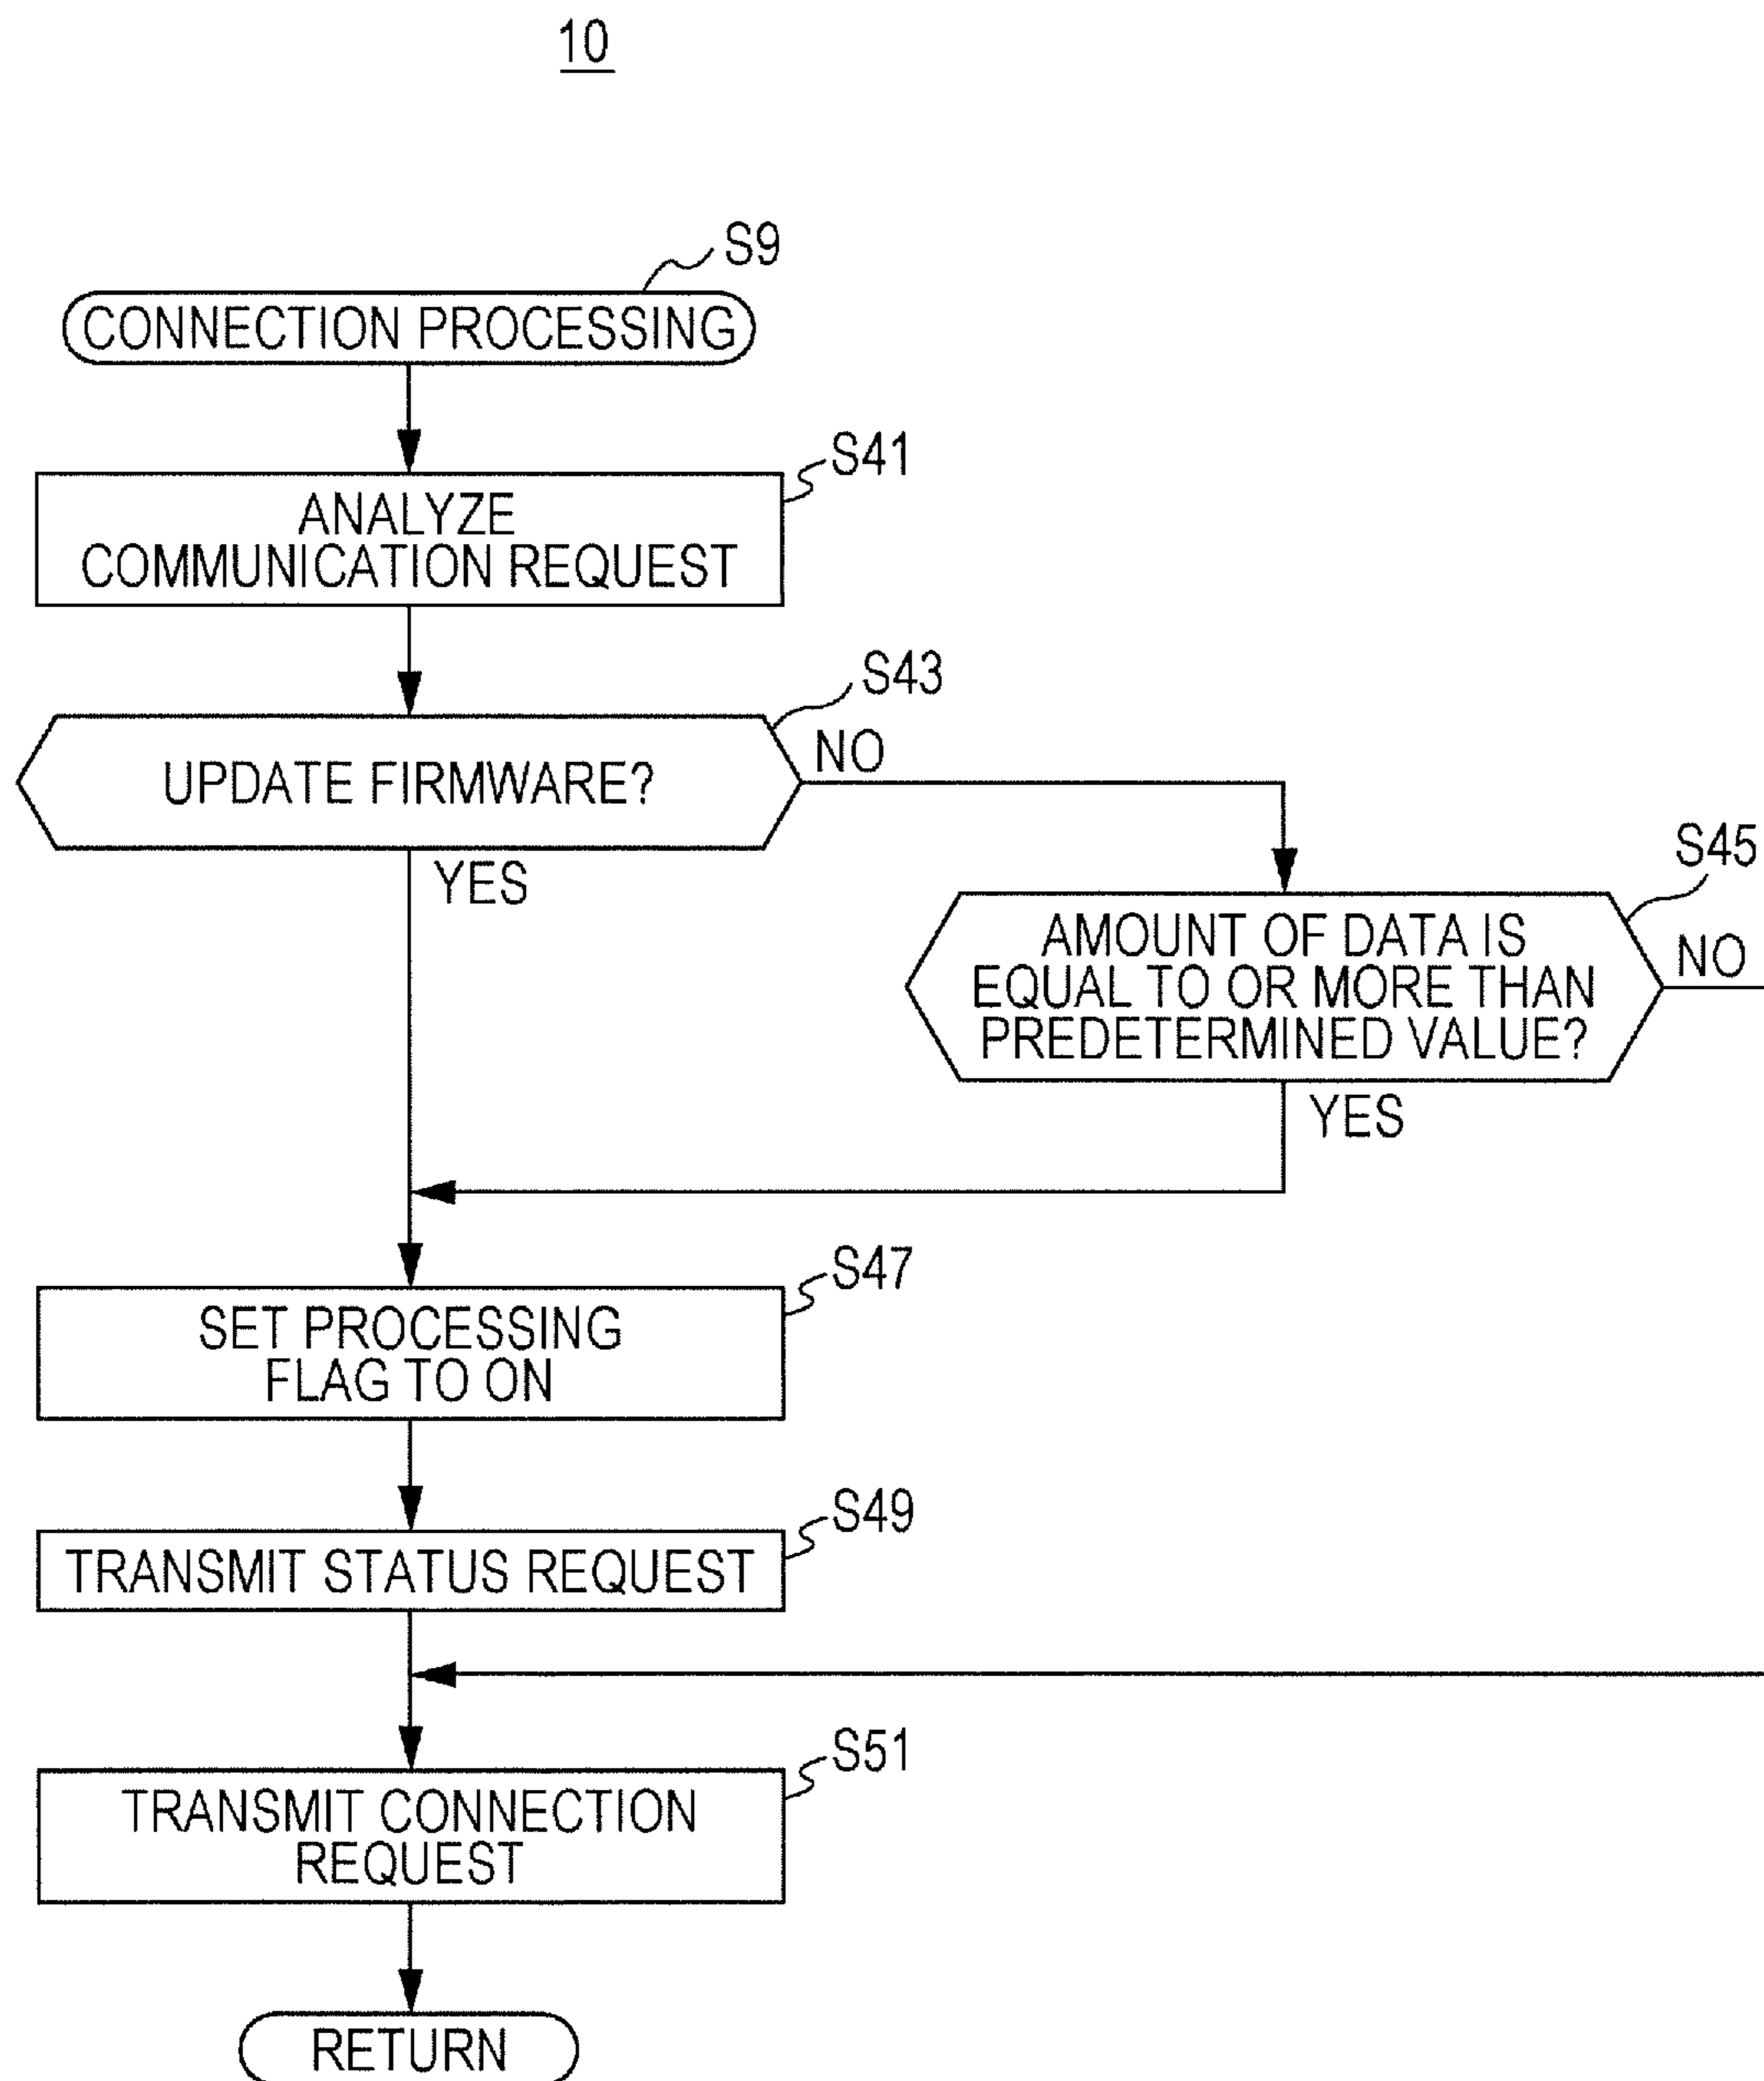 10
S9
CONNECTION PROCESSING
S41
ANALYZE
COMMUNICATION REQUEST
S43
UPDATE FIRMWARE?
NO
YES
S45
AMOUNT OF DATA IS
EQUAL TO OR MORE THAN
PREDETERMINED VALUE?
NO
YES
S47
SET PROCESSING
FLAG TO ON
S49
TRANSMIT STATUS REQUEST
S51
TRANSMIT CONNECTION
REQUEST
RETURN